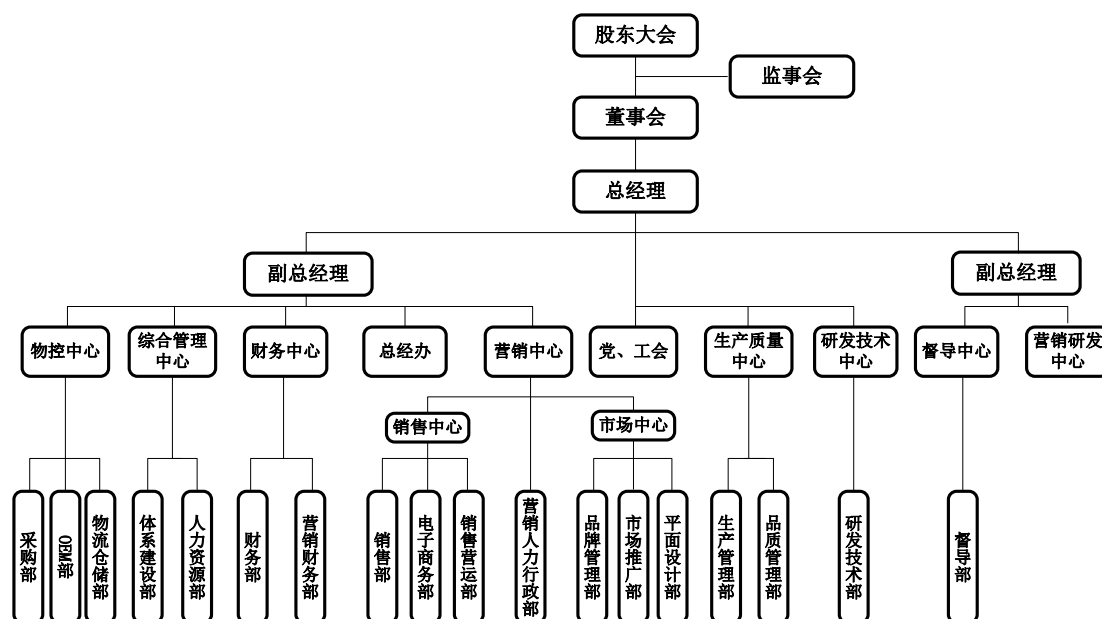 股东大会
监事会
董事会
总经理
副总经理
副总经理
物控中心
综合管理
中心
财务中心
总经办
营销中心
党、工会
生产质量
中心
研发技术
中心
督导中心
营销研发
中心
销售中心
市场中心
采购部
OEM部
物流仓储部
体系建设部
人力资源部
财务部
营销财务部
销售部
电子商务部
销售营运部
营销人力行政部
品牌管理部
市场推广部
平面设计部
生产管理部
品质管理部
研发技术部
督导部